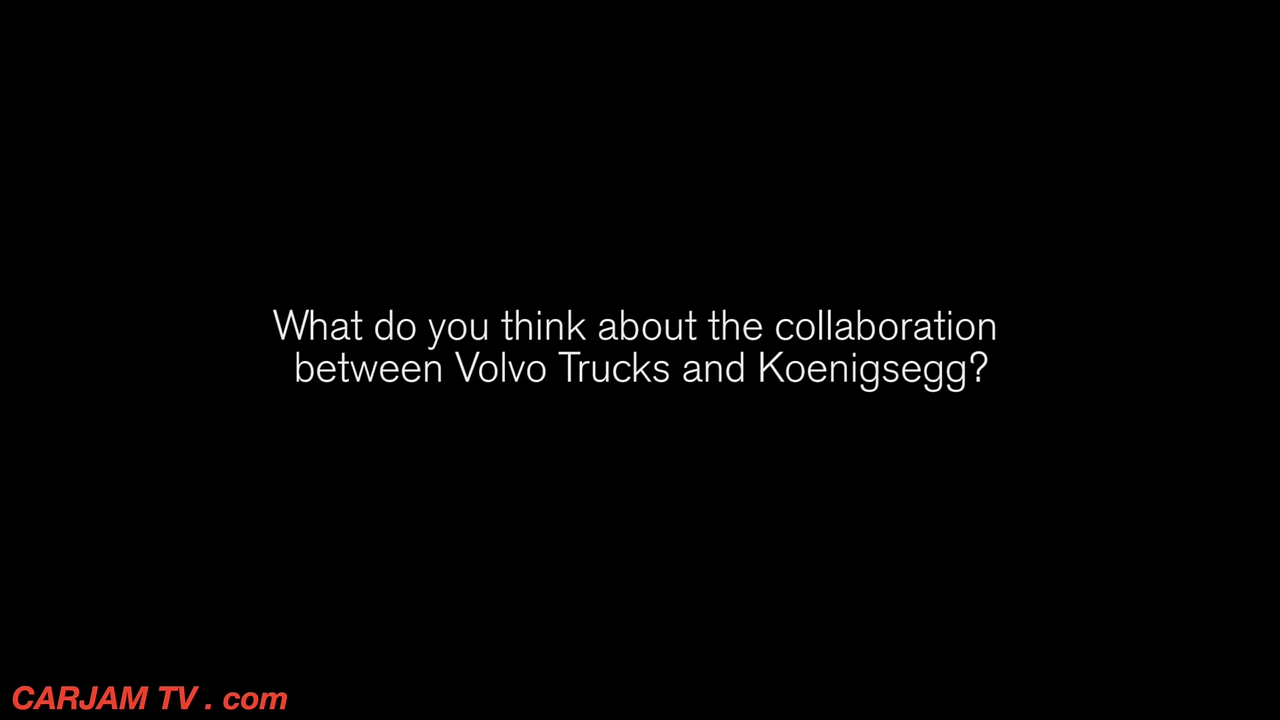 What do you think about the collaboration
between Volvo Trucks and Koenigsegg?
CARJAM TV . com